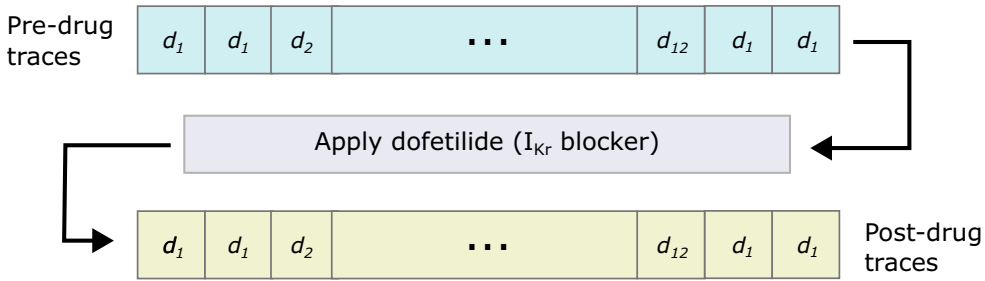 Pre-drug
traces
d1 d1 d2 ... d12 d1 d1
Apply dofetilide (IKr blocker)
d1 d1 d2 ... d12 d1 d1
Post-drug
traces